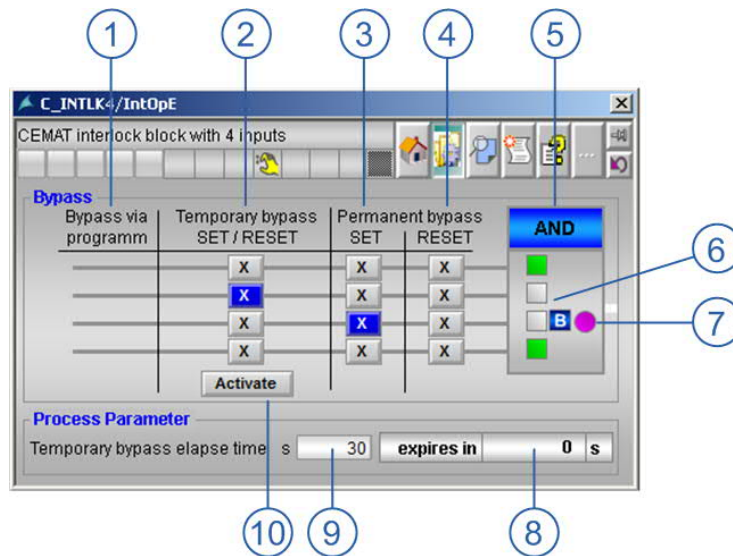 1 2 3 4 5
C_INTLK4/IntOpE
CEMAT interlock block with 4 inputs
...
Bypass
Bypass via
programm
Temporary bypass
SET / RESET
Permanent bypass
SET RESET
AND
X X X
X X X
X X X B
X X X
6
7
Activate
Process Parameter
Temporary bypass elapse time s 30 expires in 0 s
10 9 8